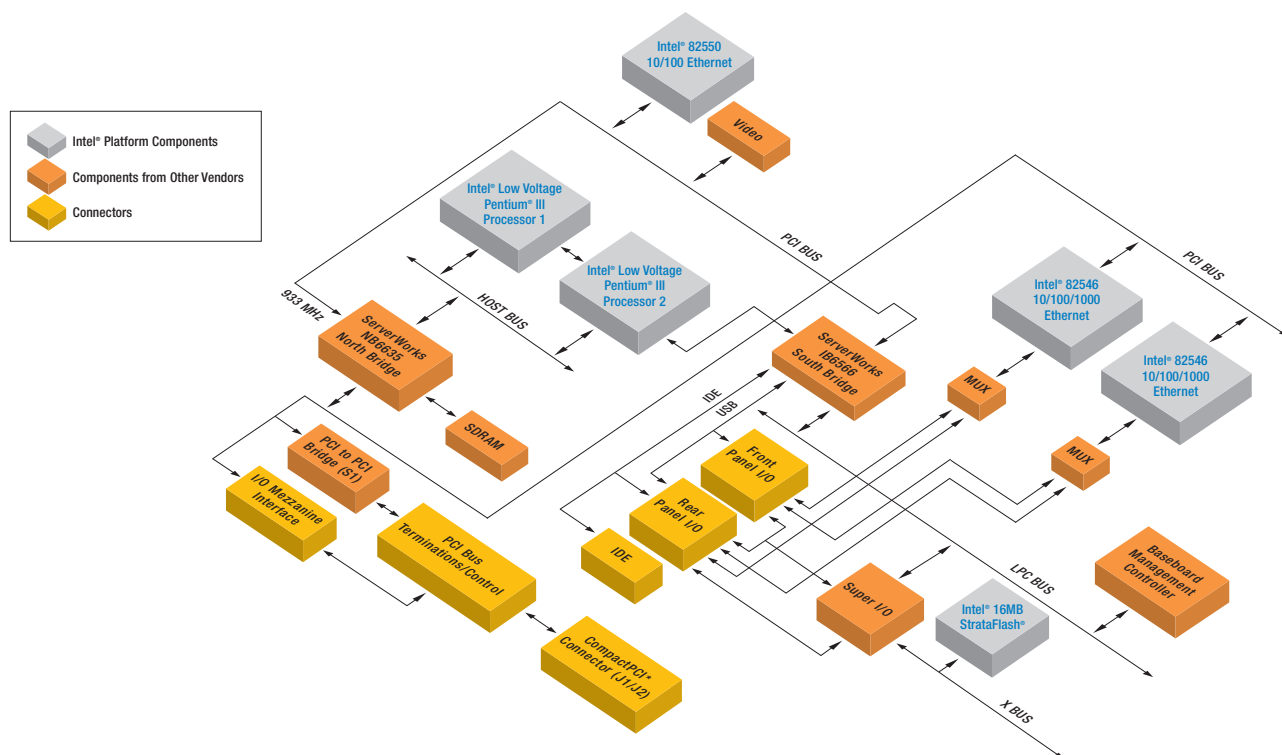 Intel® 82550
10/100 Ethernet
Video
Intel® Platform Components
Components from Other Vendors
Connectors
Intel® Low Voltage
Pentium® III
Processor 1
Intel® Low Voltage
Pentium® III
Processor 2
PCI BUS
PCI BUS
933 MHz
HOST BUS
ServerWorks
NB6635
North Bridge
ServerWorks
IB6566
South Bridge
Intel® 82546
10/100/1000
Ethernet
Intel® 82546
10/100/1000
Ethernet
MUX
MUX
IDE
USB
SDRAM
PCI to PCI
Bridge (S1)
I/O Mezzanine
Interface
PCI Bus
Terminations/Control
CompactPCI*
Connector (J1/J2)
Front
Panel I/O
Rear
Panel I/O
IDE
Super I/O
Intel® 16MB
StrataFlash®
LPC BUS
Baseboard
Management
Controller
X BUS